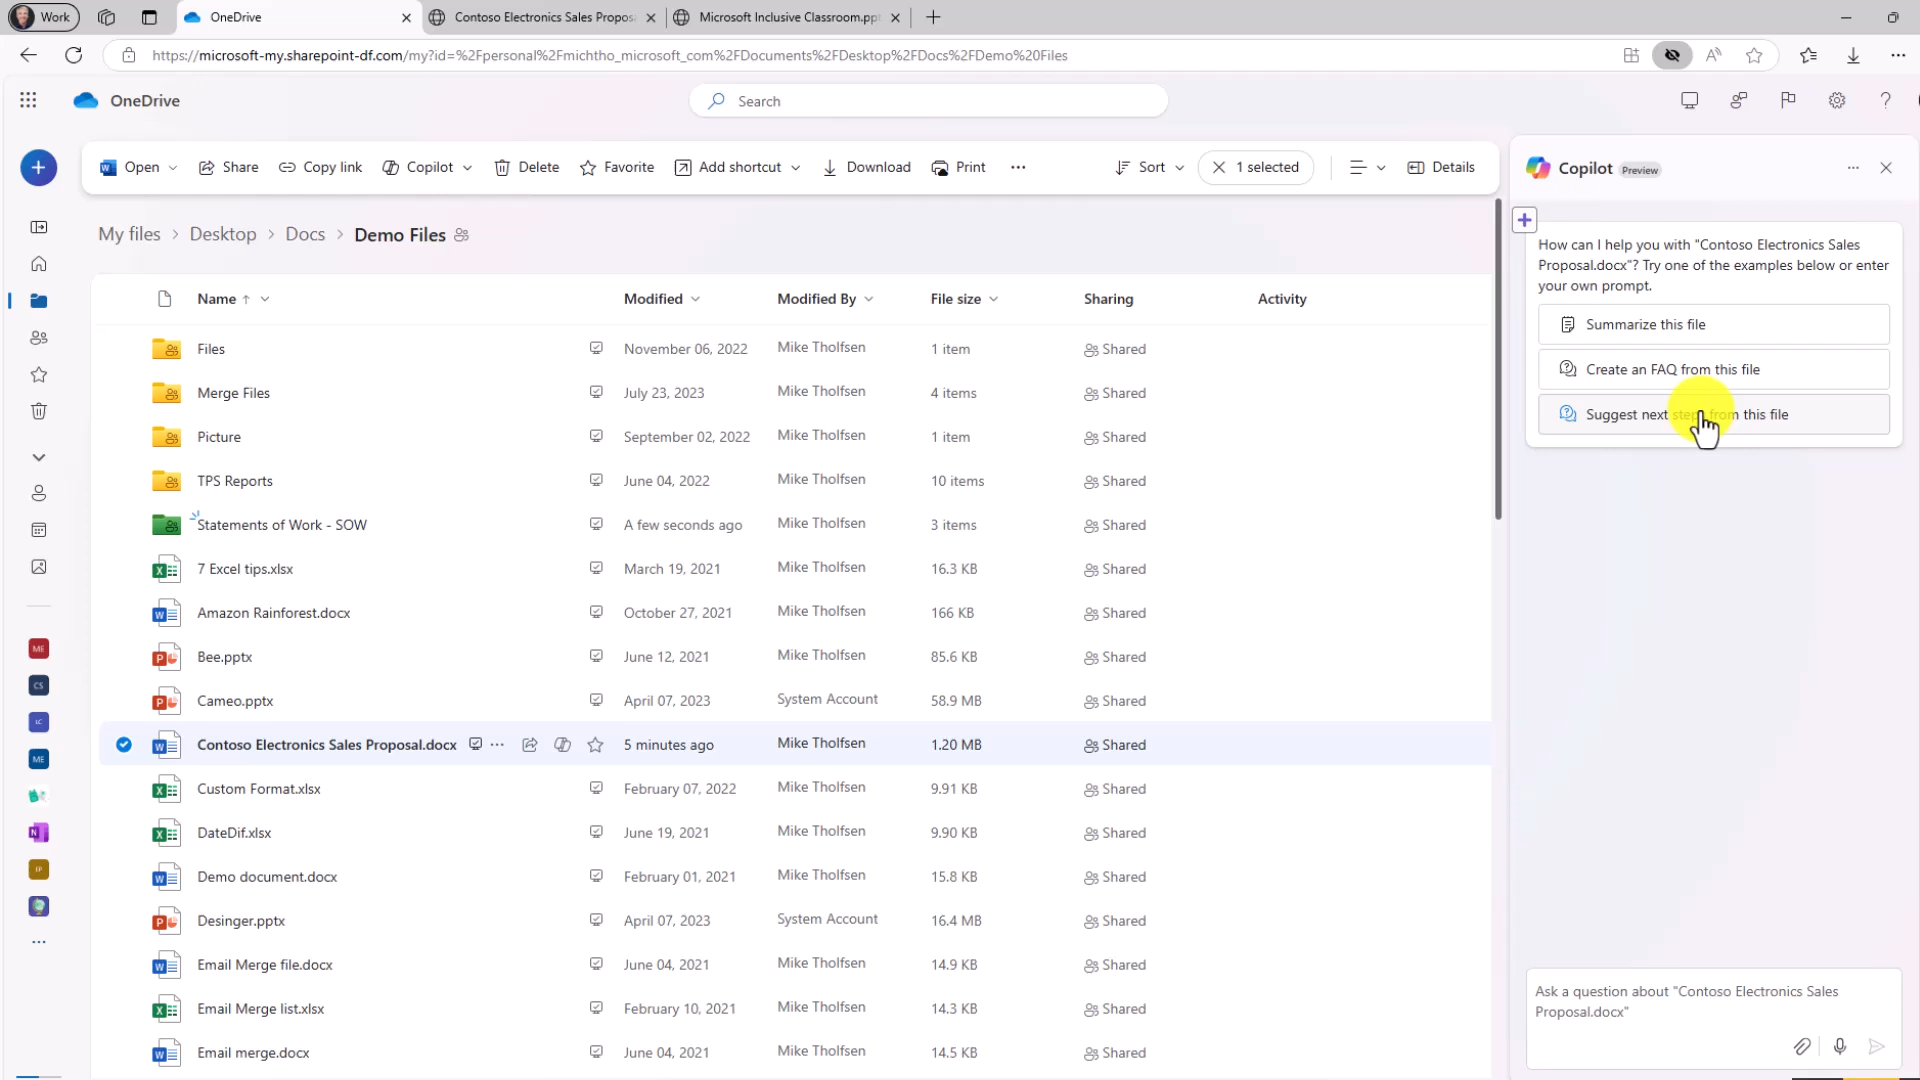 Work
OneDrive
Contoso Electronics Sales Propos
Microsoft Inclusive Classroom.ppt
https://microsoft-my.sharepoint-df.com/my?id=%2Fpersonal%2Fmichtho_microsoft_com%2FDocuments%2FDesktop%2FDocs%2FDemo%20Files
OneDrive
Search
Open
Share
Copy link
Copilot
Delete
Favorite
Add shortcut
Download
Print
Sort
1 selected
Details
My files > Desktop > Docs > Demo Files
Name Modified Modified By File size Sharing Activity
Files November 06, 2022 Mike Tholfsen 1 item Shared
Merge Files July 23, 2023 Mike Tholfsen 4 items Shared
Picture September 02, 2022 Mike Tholfsen 1 item Shared
TPS Reports June 04, 2022 Mike Tholfsen 10 items Shared
Statements of Work - SOW A few seconds ago Mike Tholfsen 3 items Shared
7 Excel tips.xlsx March 19, 2021 Mike Tholfsen 16.3 KB Shared
Amazon Rainforest.docx October 27, 2021 Mike Tholfsen 166 KB Shared
Bee.pptx June 12, 2021 Mike Tholfsen 85.6 KB Shared
Cameo.pptx April 07, 2023 System Account 58.9 MB Shared
Contoso Electronics Sales Proposal.docx 5 minutes ago Mike Tholfsen 1.20 MB Shared
Custom Format.xlsx February 07, 2022 Mike Tholfsen 9.91 KB Shared
DateDif.xlsx June 19, 2021 Mike Tholfsen 9.90 KB Shared
Demo document.docx February 01, 2021 Mike Tholfsen 15.8 KB Shared
Desinger.pptx April 07, 2023 System Account 16.4 MB Shared
Email Merge file.docx June 04, 2021 Mike Tholfsen 14.9 KB Shared
Email Merge list.xlsx February 10, 2021 Mike Tholfsen 14.3 KB Shared
Email merge.docx June 04, 2021 Mike Tholfsen 14.5 KB Shared
ME
CS
LC
ME
N
FP
Copilot Preview
How can I help you with "Contoso Electronics Sales
Proposal.docx"? Try one of the examples below or enter
your own prompt.
Summarize this file
Create an FAQ from this file
Suggest next steps from this file
Ask a question about "Contoso Electronics Sales
Proposal.docx"